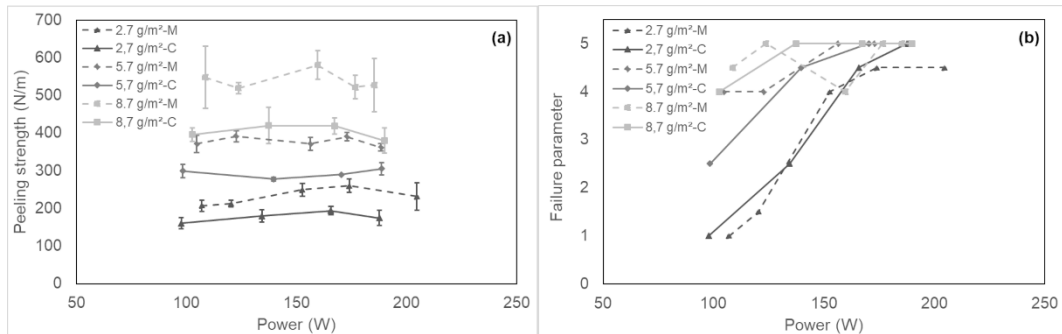 700
600
500
400
300
200
100
0
Peeling strength (N/m)
50
100
150
200
250
Power (W)
2.7 g/m²-M
2,7 g/m²-C
5.7 g/m²-M
5,7 g/m²-C
8.7 g/m²-M
8,7 g/m²-C
(a)
5
4
3
2
1
0
Failure parameter
50
100
150
200
250
Power (W)
2.7 g/m²-M
2,7 g/m²-C
5.7 g/m²-M
5,7 g/m²-C
8.7 g/m²-M
8,7 g/m²-C
(b)